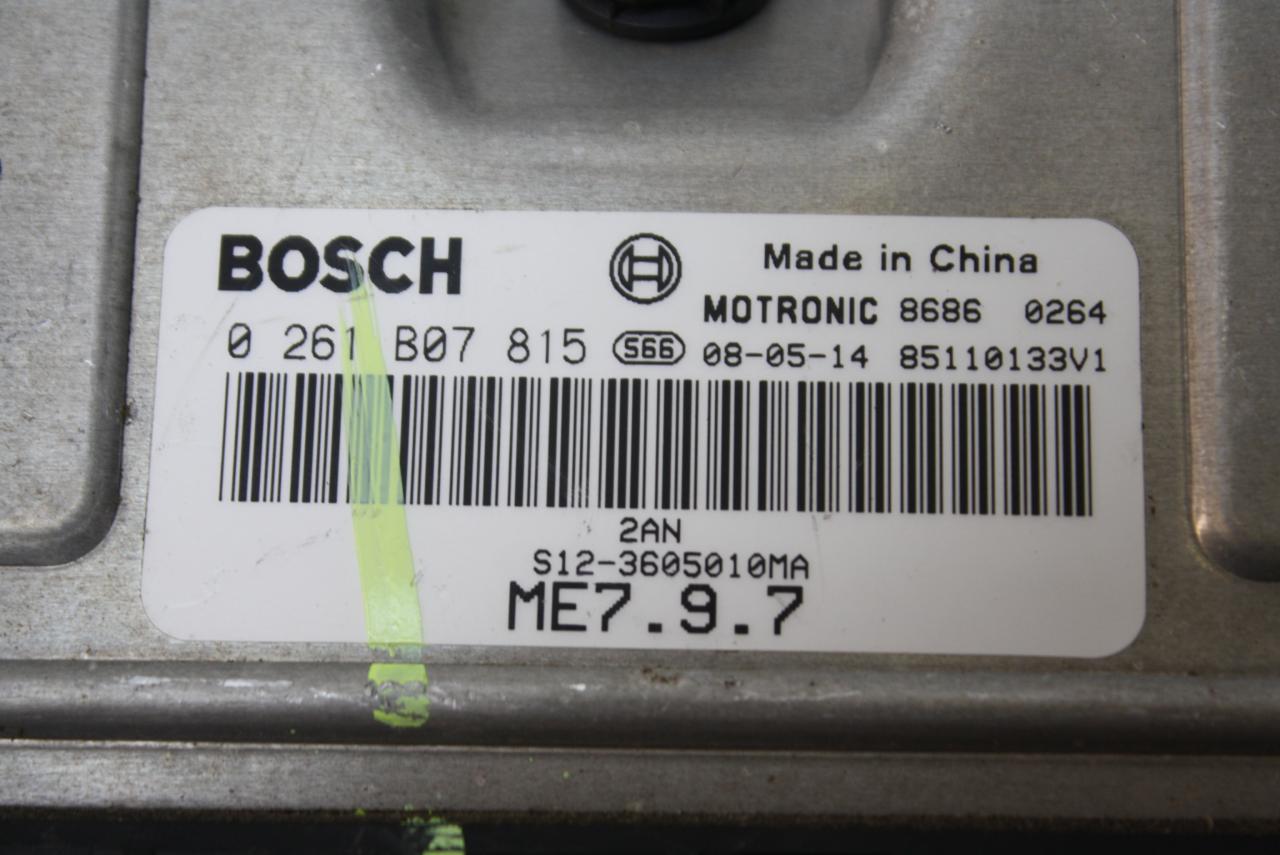 BOSCH
Made in China
MOTRONIC 8686 0264
0 261 B07 815 S66 08-05-14 85110133V1
2AN
S12-3605010MA
ME7.9.7